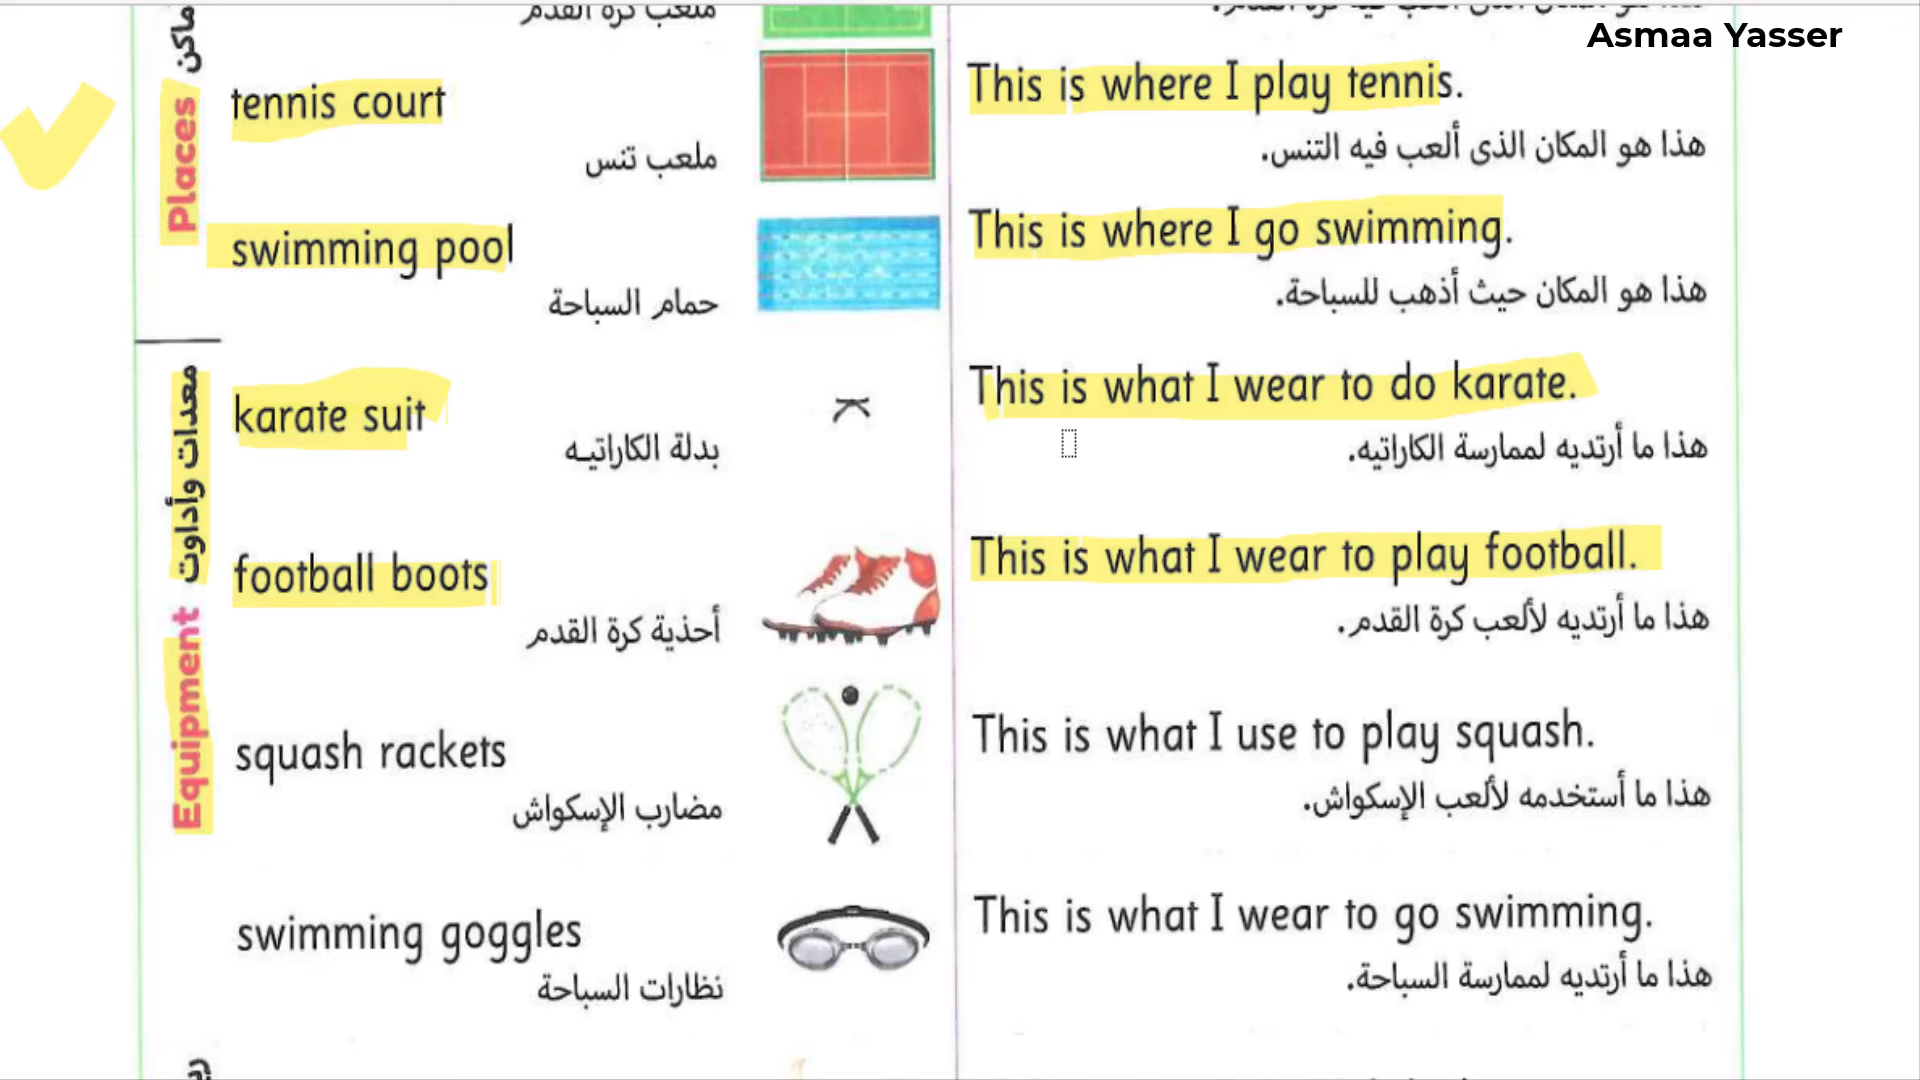 ملعب كرة القدم
Asmaa Yasser
أماكن
Places
tennis court
ملعب تنس
This is where I play tennis.
هذا هو المكان الذى ألعب فيه التنس.
swimming pool
حمام السباحة
This is where I go swimming.
هذا هو المكان حيث أذهب للسباحة.
معدات وأداوت
Equipment
karate suit
بدلة الكاراتيه
This is what I wear to do karate.
هذا ما أرتديه لممارسة الكاراتيه.
football boots
أحذية كرة القدم
This is what I wear to play football.
هذا ما أرتديه لألعب كرة القدم.
squash rackets
مضارب الإسكواش
This is what I use to play squash.
هذا ما أستخدمه لألعب الإسكواش.
swimming goggles
نظارات السباحة
This is what I wear to go swimming.
هذا ما أرتديه لممارسة السباحة.